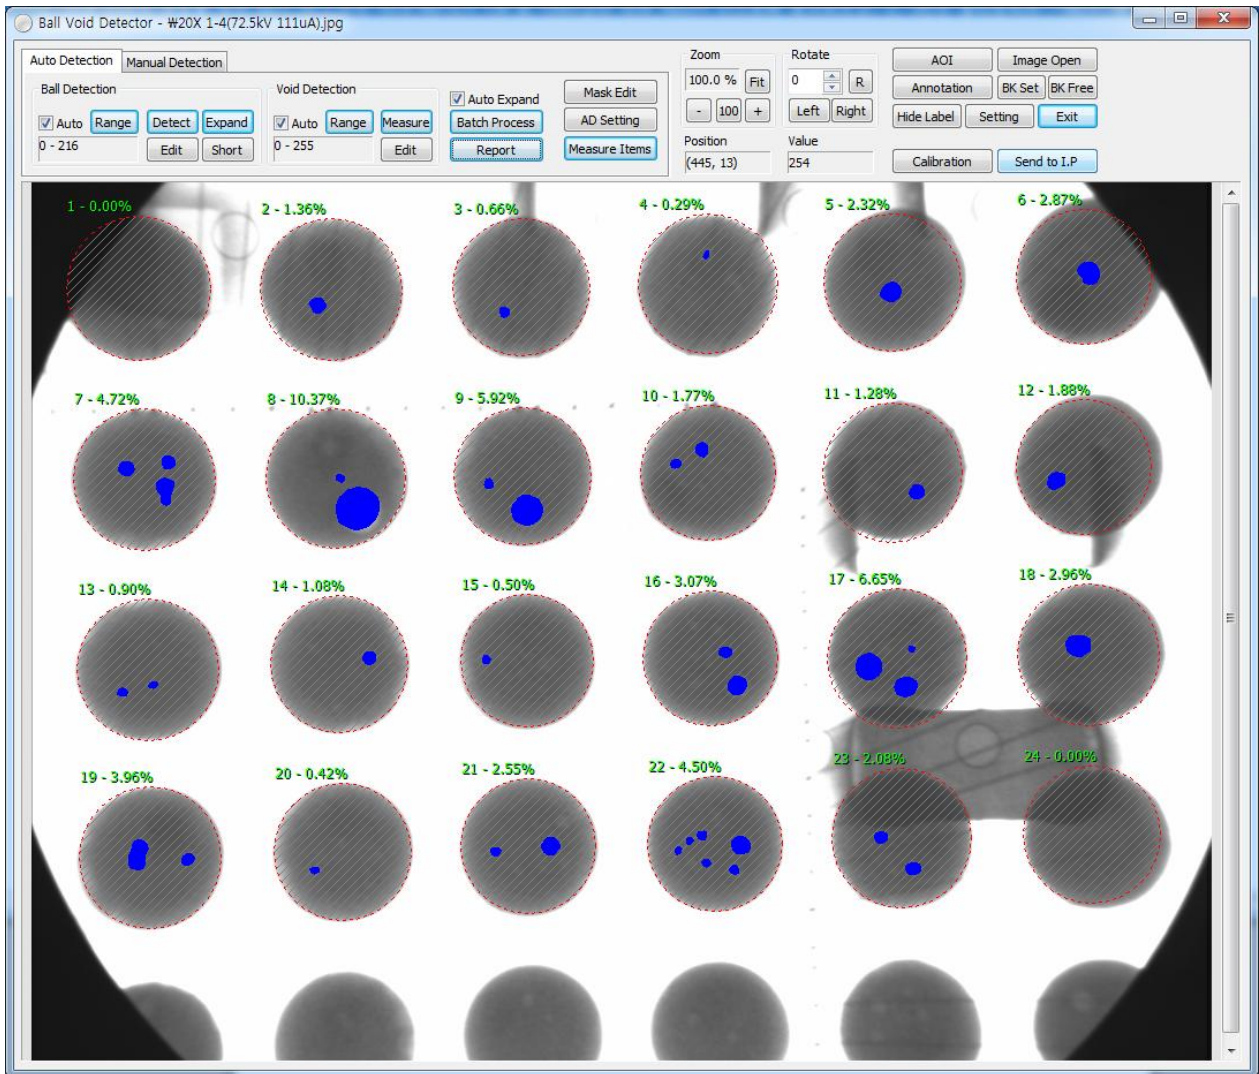 Ball Void Detector - ₩20X 1-4(72.5kV 111uA).jpg
Auto Detection
Manual Detection
Ball Detection
Auto
Range
Detect
Expand
0 - 216
Edit
Short
Void Detection
Auto
Range
Measure
0 - 255
Edit
Auto Expand
Batch Process
Report
Mask Edit
AD Setting
Measure Items
Zoom
100.0 %
Fit
-
100
+
Rotate
0
R
Left
Right
Position
(445, 13)
Value
254
AOI
Image Open
Annotation
BK Set
BK Free
Hide Label
Setting
Exit
Calibration
Send to I.P
1 - 0.00%
2 - 1.36%
3 - 0.66%
4 - 0.29%
5 - 2.32%
6 - 2.87%
7 - 4.72%
8 - 10.37%
9 - 5.92%
10 - 1.77%
11 - 1.28%
12 - 1.88%
13 - 0.90%
14 - 1.08%
15 - 0.50%
16 - 3.07%
17 - 6.65%
18 - 2.96%
19 - 3.96%
20 - 0.42%
21 - 2.55%
22 - 4.50%
23 - 2.08%
24 - 0.00%